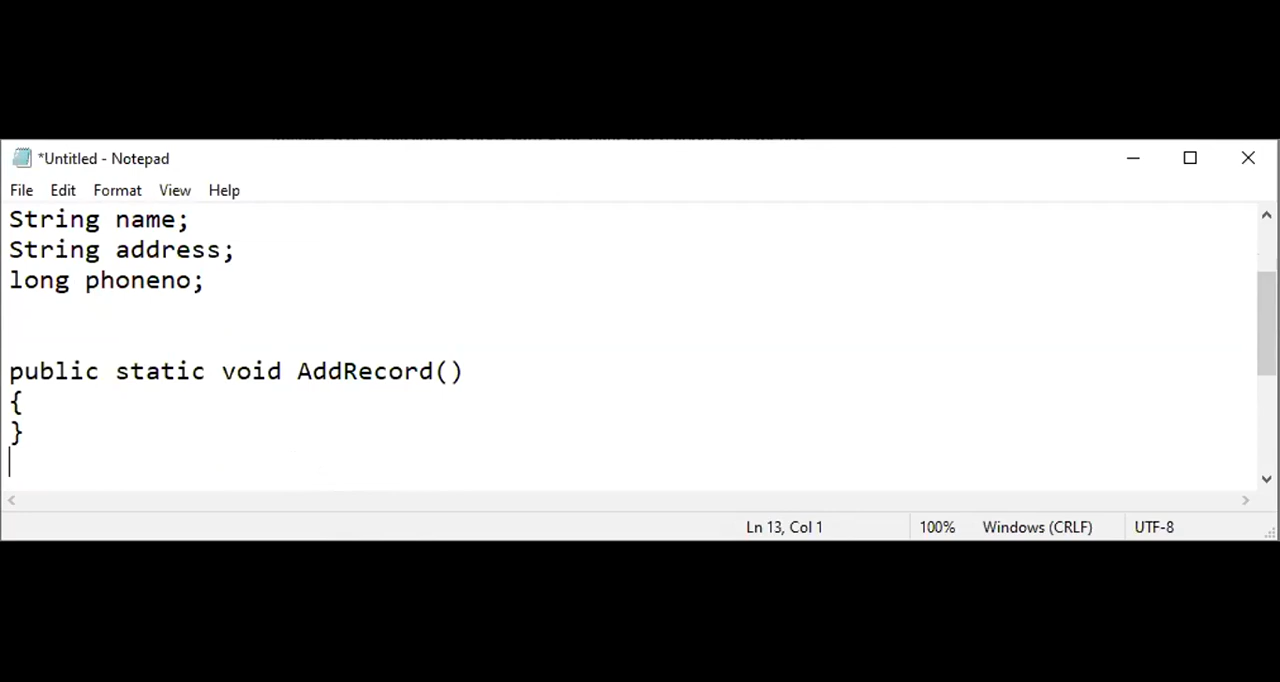 *Untitled - Notepad
File Edit Format View Help
String name;
String address;
long phoneno;
public static void AddRecord()
{
}
Ln 13, Col 1 100% Windows (CRLF) UTF-8